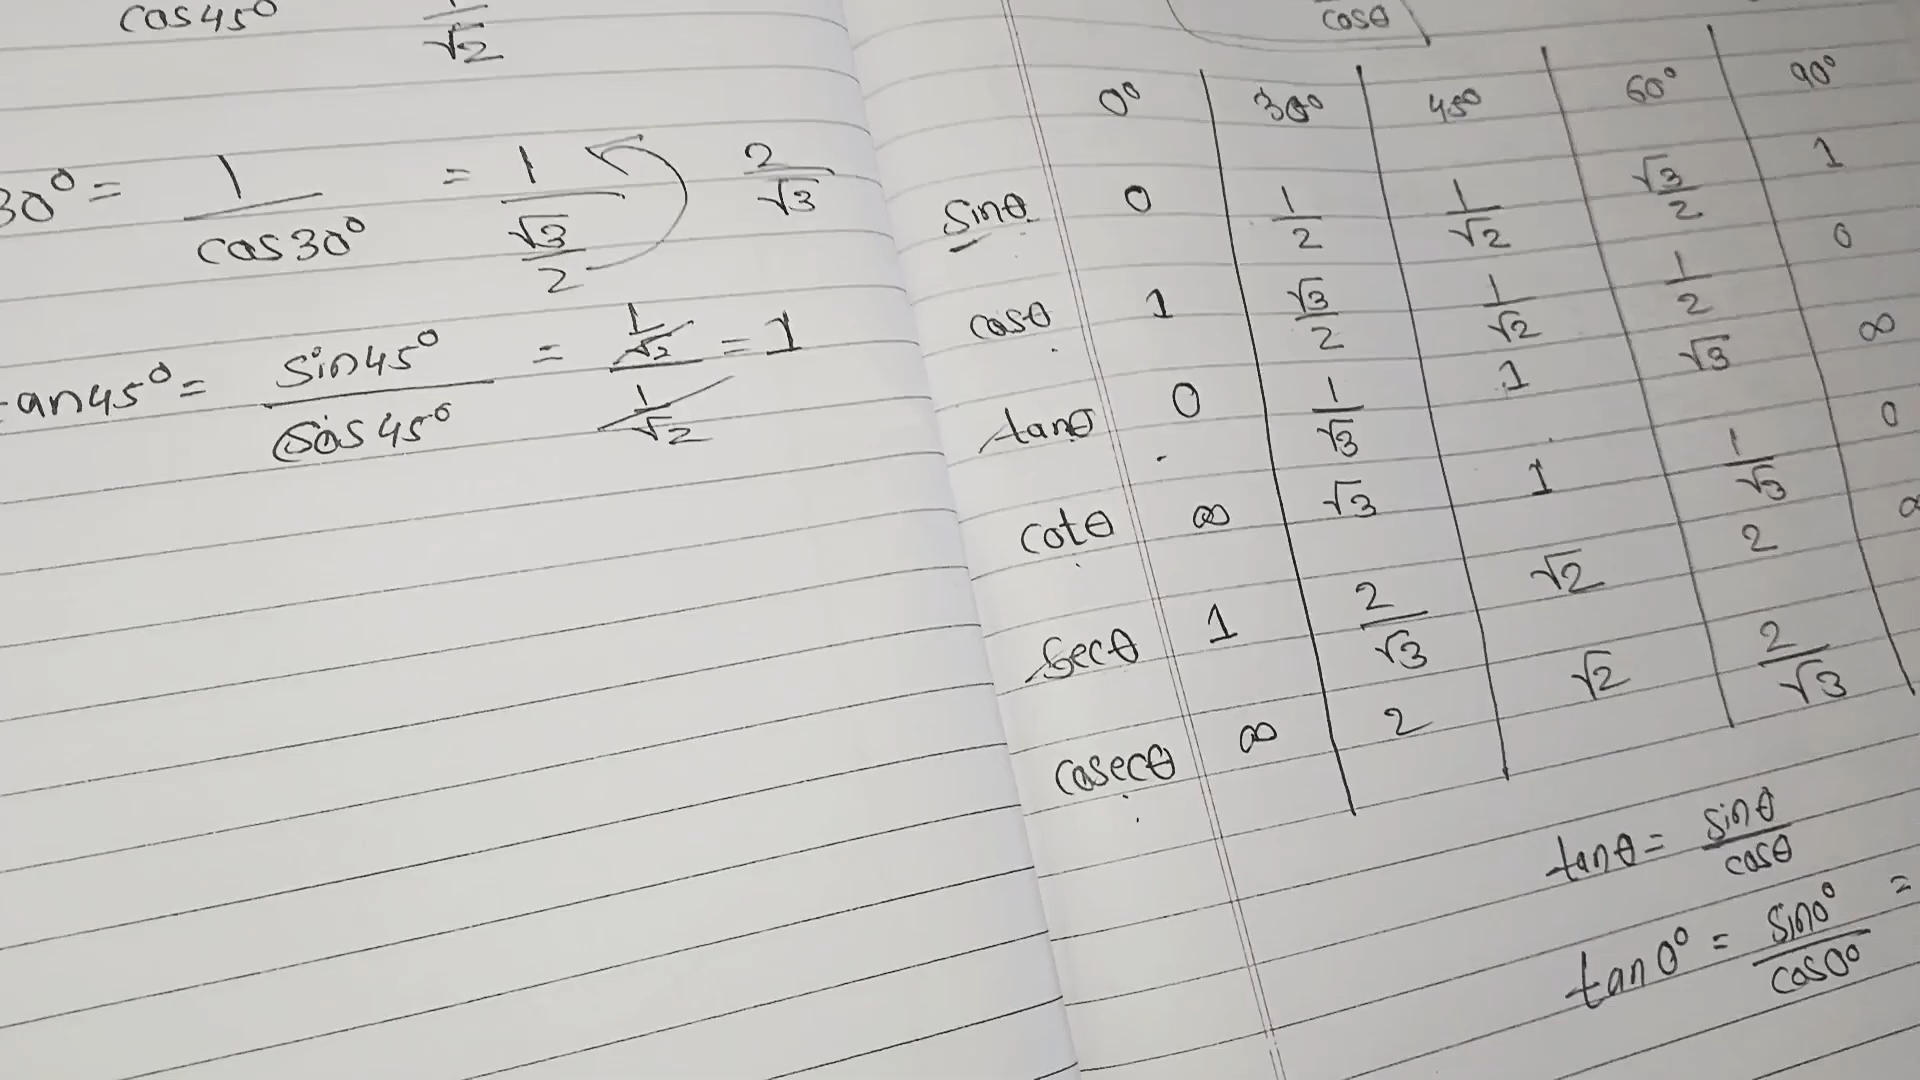 cos45° 1/√2
30° = 1/cos30° = 1/(√3/2) 2/√3
tan45° = sin45°/cos45° = (1/√2)/(1/√2) = 1
cosθ
0° 30° 45° 60° 90°
sinθ 0 1/2 1/√2 √3/2 1
cosθ 1 √3/2 1/√2 1/2 0
tanθ 0 1/√3 1 √3 ∞
cotθ ∞ √3 1 1/√3 0
secθ 1 2/√3 √2 2 ∞
cosecθ ∞ 2 √2 2/√3
tanθ = sinθ/cosθ
tan0° = sin0°/cos0° =